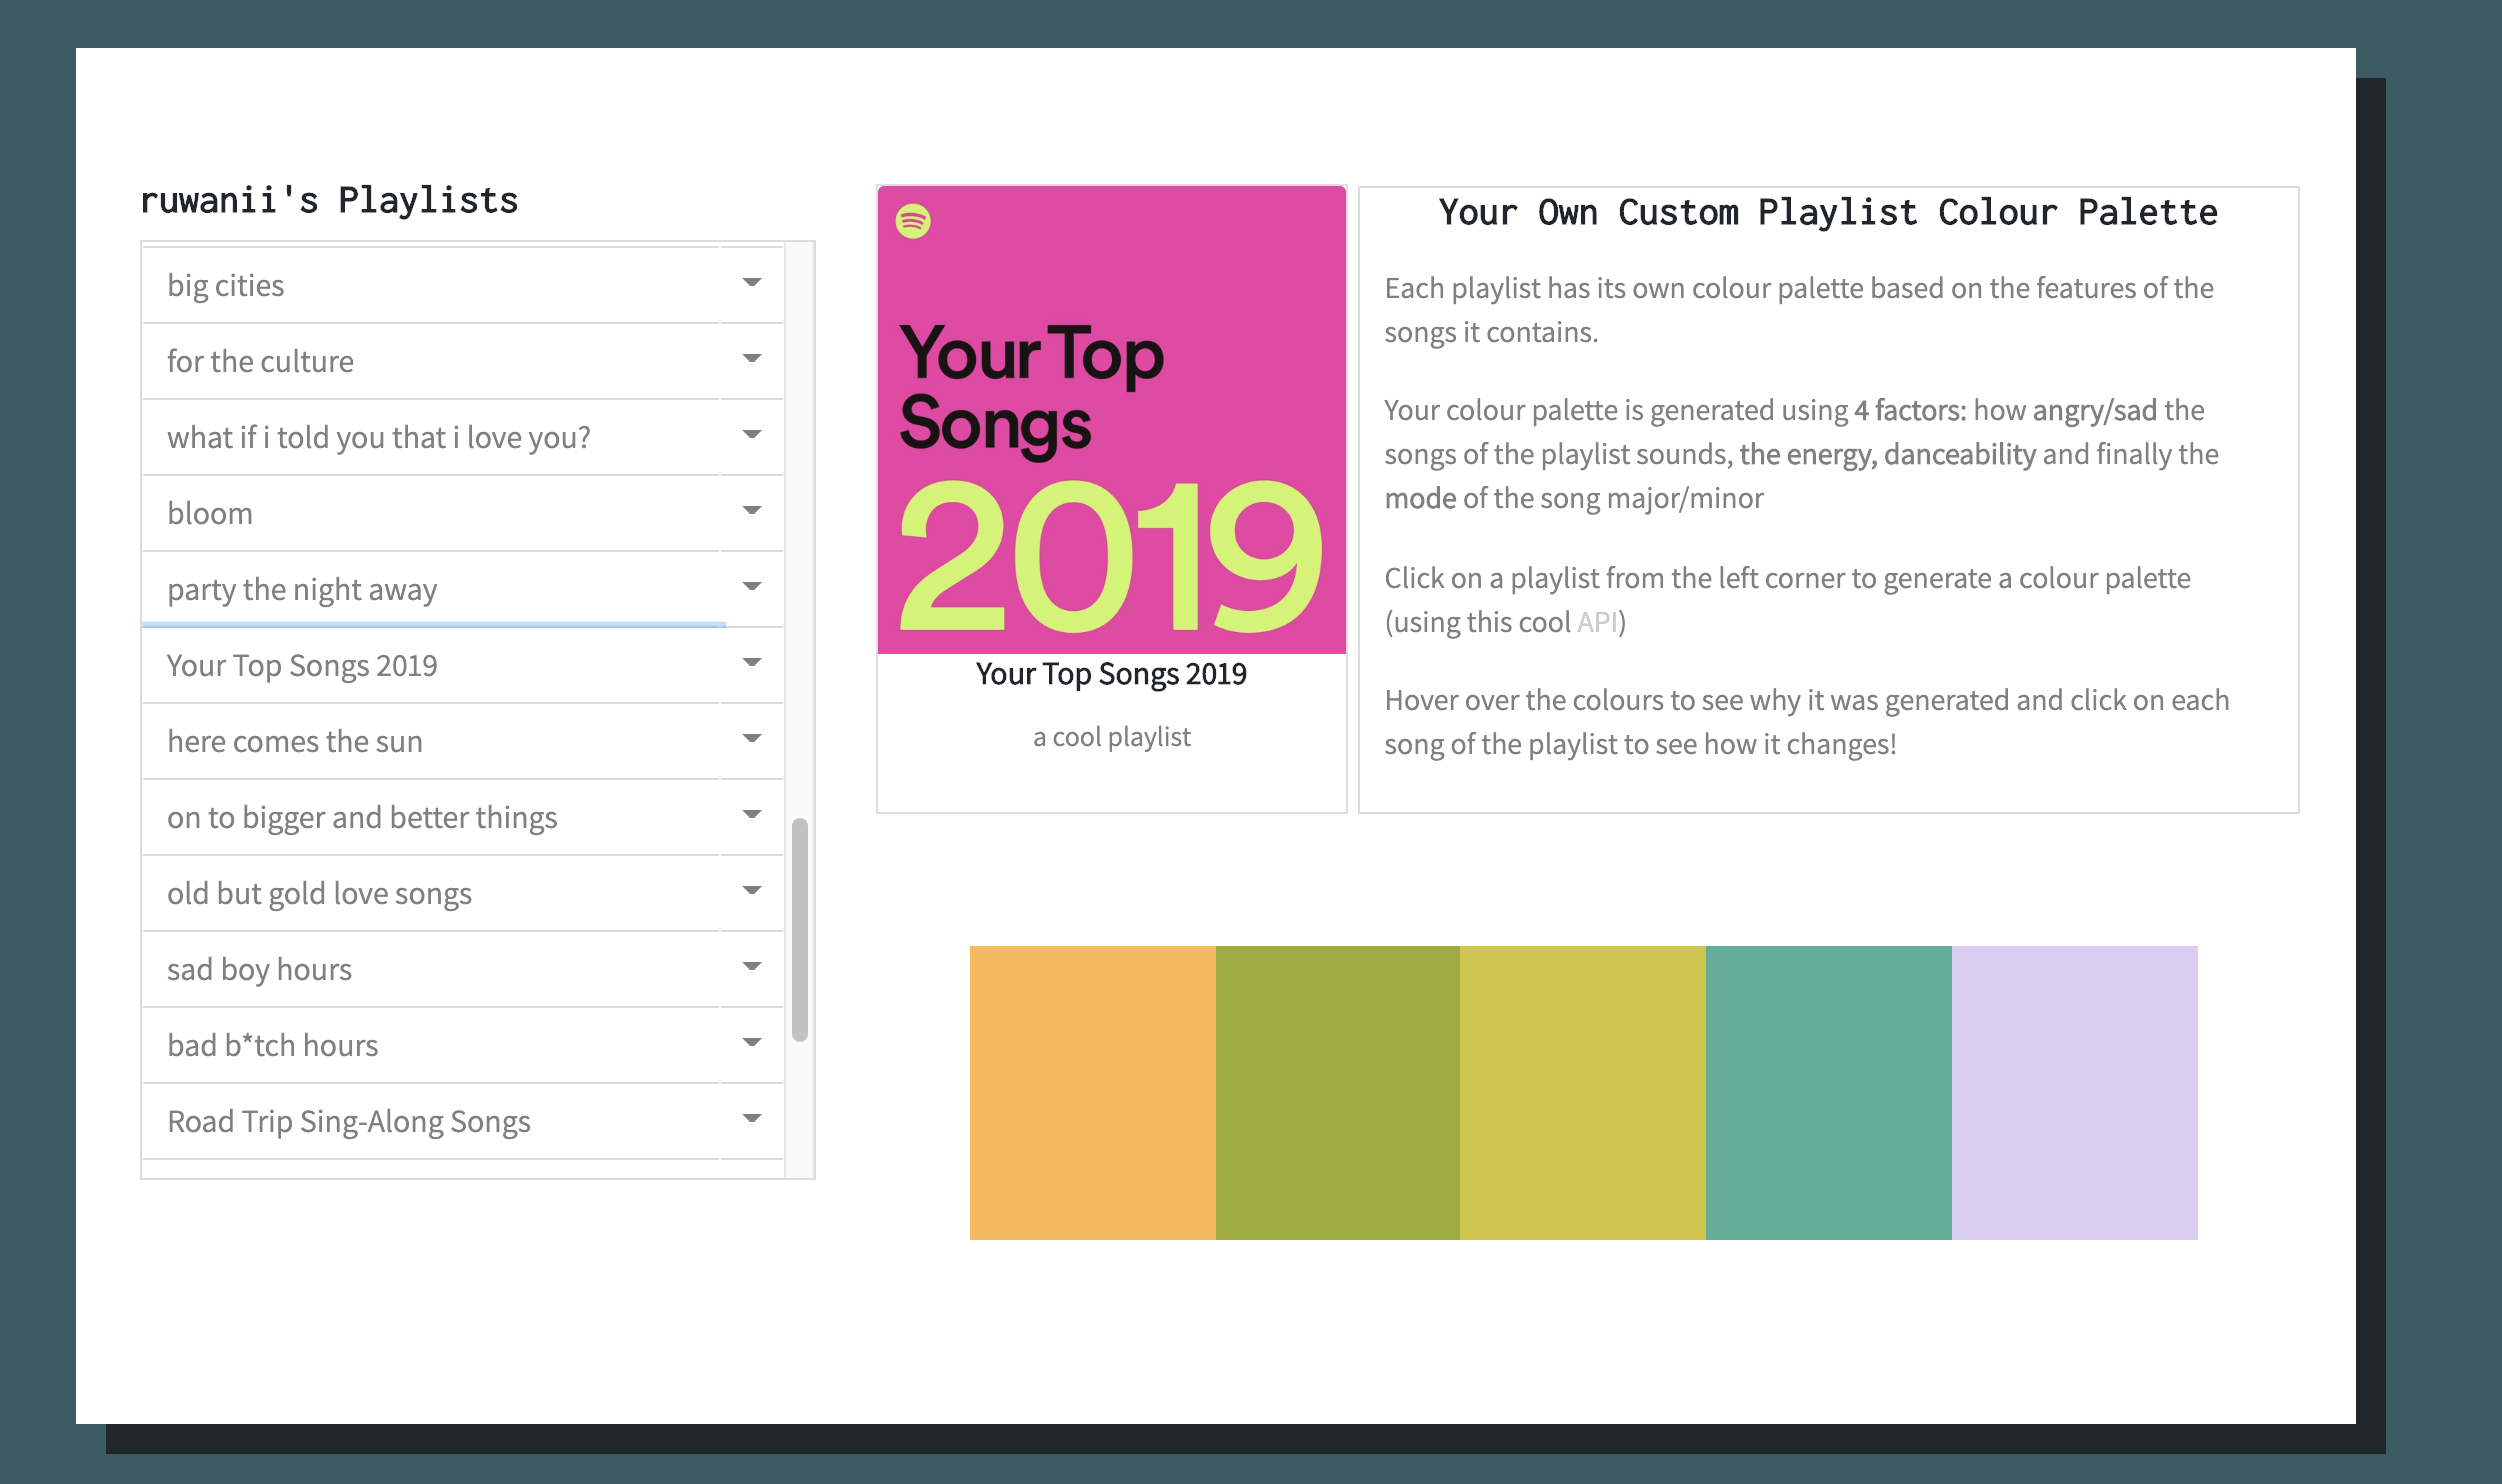 ruwanii's Playlists
big cities
for the culture
what if i told you that i love you?
bloom
party the night away
Your Top Songs 2019
here comes the sun
on to bigger and better things
old but gold love songs
sad boy hours
bad b*tch hours
Road Trip Sing-Along Songs
Your Top
Songs
2019
Your Top Songs 2019
a cool playlist
Your Own Custom Playlist Colour Palette
Each playlist has its own colour palette based on the features of the
songs it contains.
Your colour palette is generated using 4 factors: how angry/sad the
songs of the playlist sounds, the energy, danceability and finally the
mode of the song major/minor
Click on a playlist from the left corner to generate a colour palette
(using this cool API)
Hover over the colours to see why it was generated and click on each
song of the playlist to see how it changes!